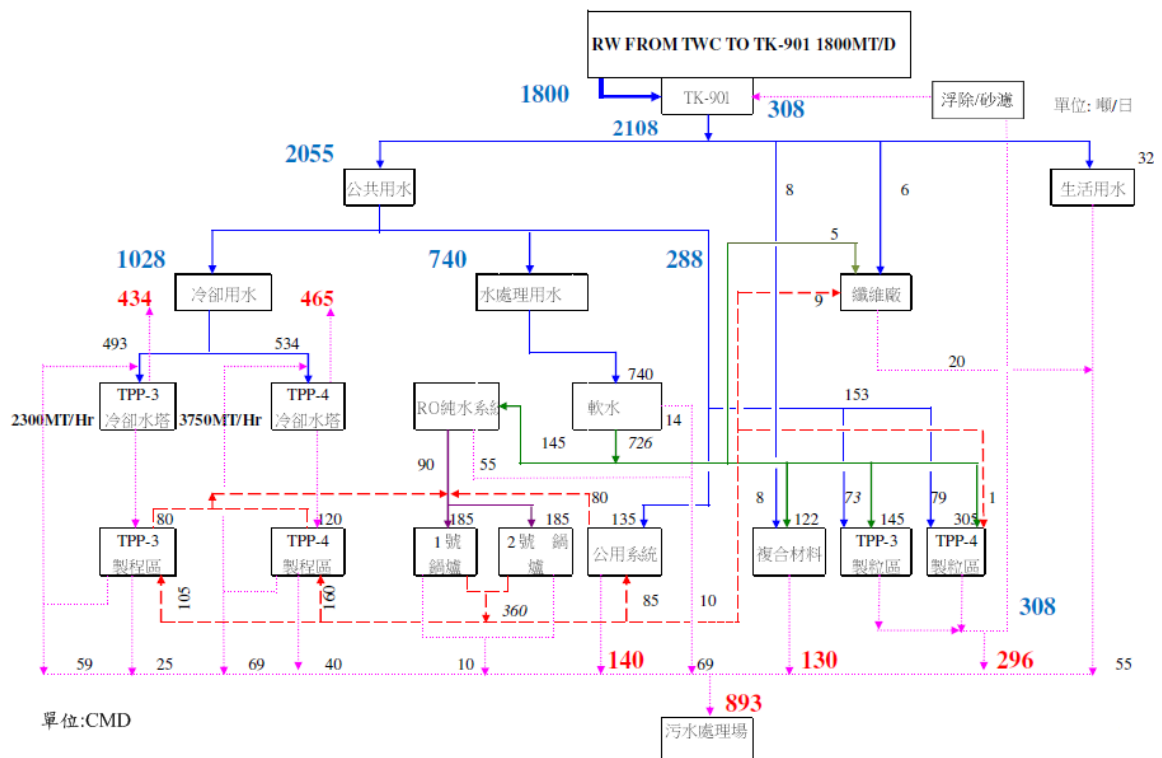 RW FROM TWC TO TK-901 1800MT/D
1800
TK-901
308
浮除/砂濾
單位: 噸/日
2108
2055
公共用水
8
6
32
生活用水
5
1028
740
288
冷卻用水
水處理用水
9
纖維廠
434
465
493
534
20
740
153
TPP-3
冷卻水塔
2300MT/Hr
TPP-4
冷卻水塔
3750MT/Hr
RO純水系統
軟水
14
145
726
90
55
80
8
73
79
1
80
120
185
185
135
122
145
305
TPP-3
製程區
TPP-4
製程區
1號
鍋爐
2號 鍋
爐
公用系統
複合材料
TPP-3
製粒區
TPP-4
製粒區
105
160
360
85
10
308
59
25
69
40
10
140
69
130
296
55
893
單位:CMD
污水處理場